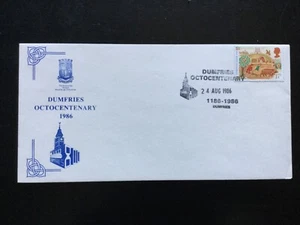 DUMFRIES
OCTOCENTENARY
1986
DUMFRIES
OCTOCENTENARY
24 AUG 1986
1186-1986
DUMFRIES